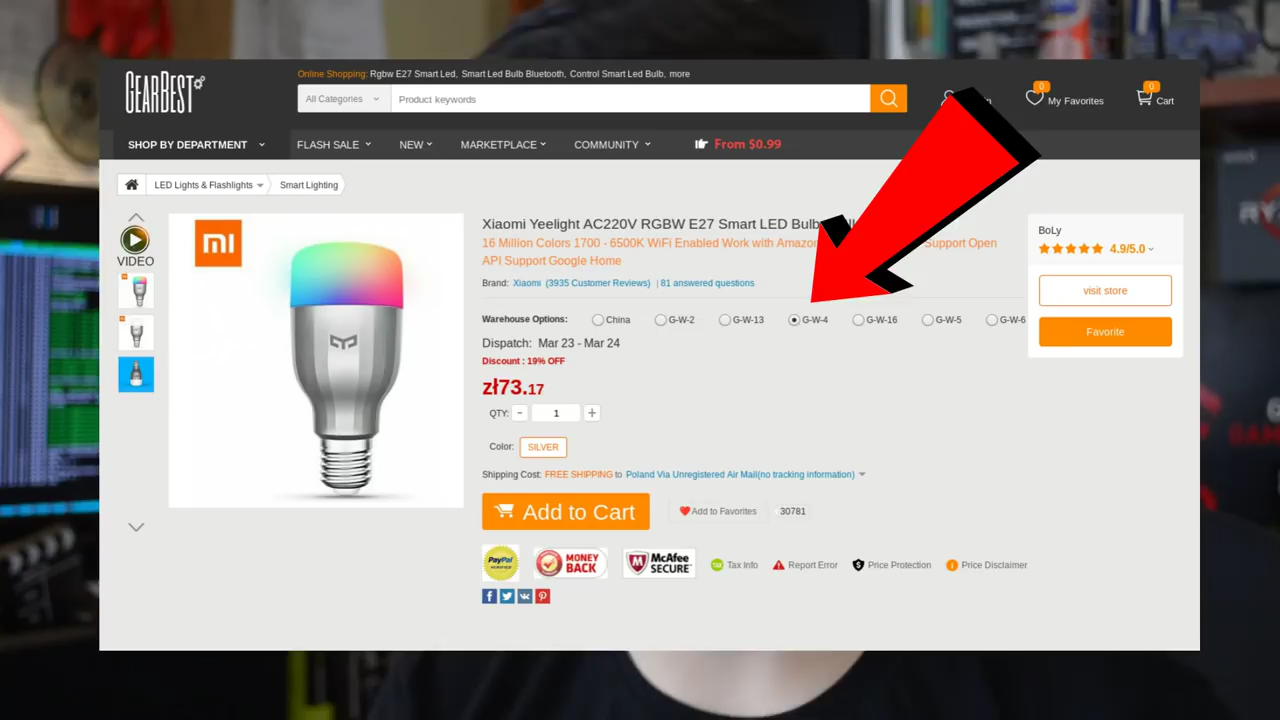 GEARBEST
Online Shopping: Rgbw E27 Smart Led, Smart Led Bulb Bluetooth, Control Smart Led Bulb, more
All Categories
Product keywords
0
My Favorites
0
Cart
SHOP BY DEPARTMENT
FLASH SALE
NEW
MARKETPLACE
COMMUNITY
From $0.99
LED Lights & Flashlights
Smart Lighting
VIDEO
mi
Xiaomi Yeelight AC220V RGBW E27 Smart LED Bulb
16 Million Colors 1700 - 6500K WiFi Enabled Work with Amazon Support Open
API Support Google Home
Brand: Xiaomi (3935 Customer Reviews) | 81 answered questions
Warehouse Options: China G-W-2 G-W-13 G-W-4 G-W-16 G-W-5 G-W-6
Dispatch: Mar 23 - Mar 24
Discount : 19% OFF
zł73.17
QTY: - 1 +
Color: SILVER
Shipping Cost: FREE SHIPPING to Poland Via Unregistered Air Mail(no tracking information)
Add to Cart
Add to Favorites
30781
PayPal
VERIFIED
MONEY
BACK
McAfee
SECURE
TAX
Tax Info
Report Error
Price Protection
Price Disclaimer
BoLy
4.9/5.0
visit store
Favorite